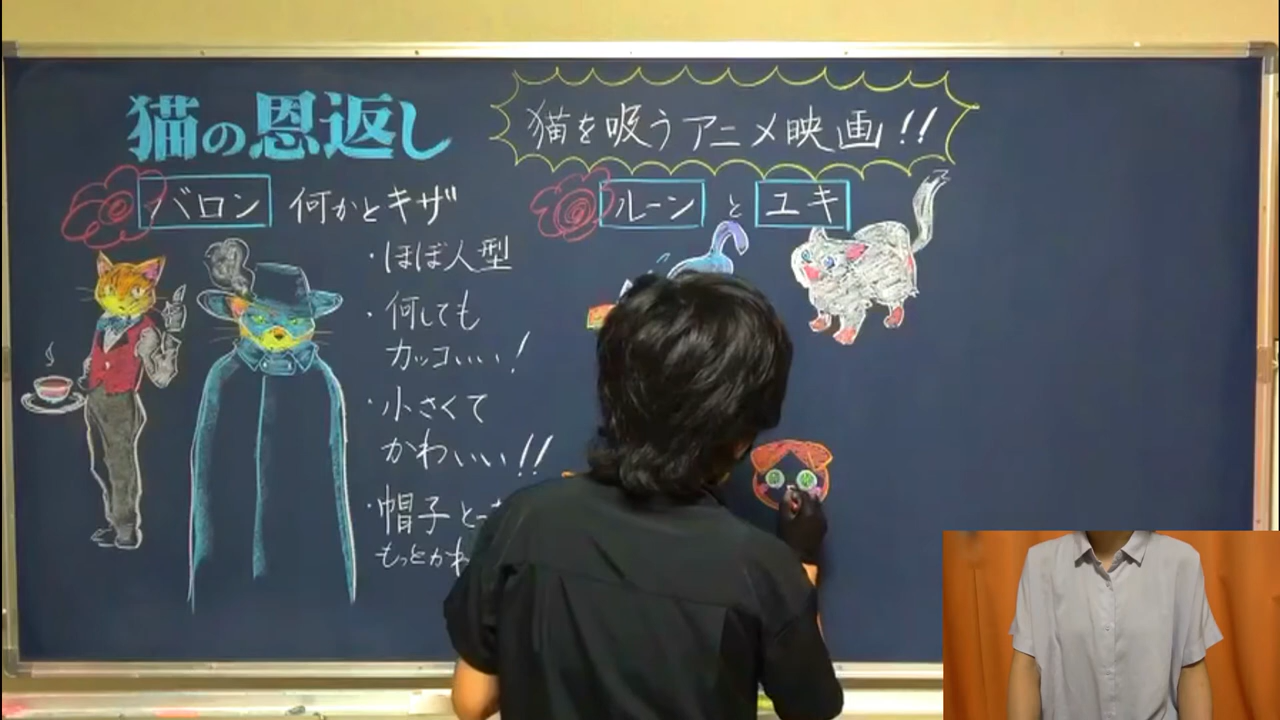 猫の恩返し
猫を吸うアニメ映画!!
バロン 何かとキザ
・ほぼ人型
・何しても
カッコいい!
・小さくて
かわいい!!
・帽子と
もっとかわ
ルーンとユキ